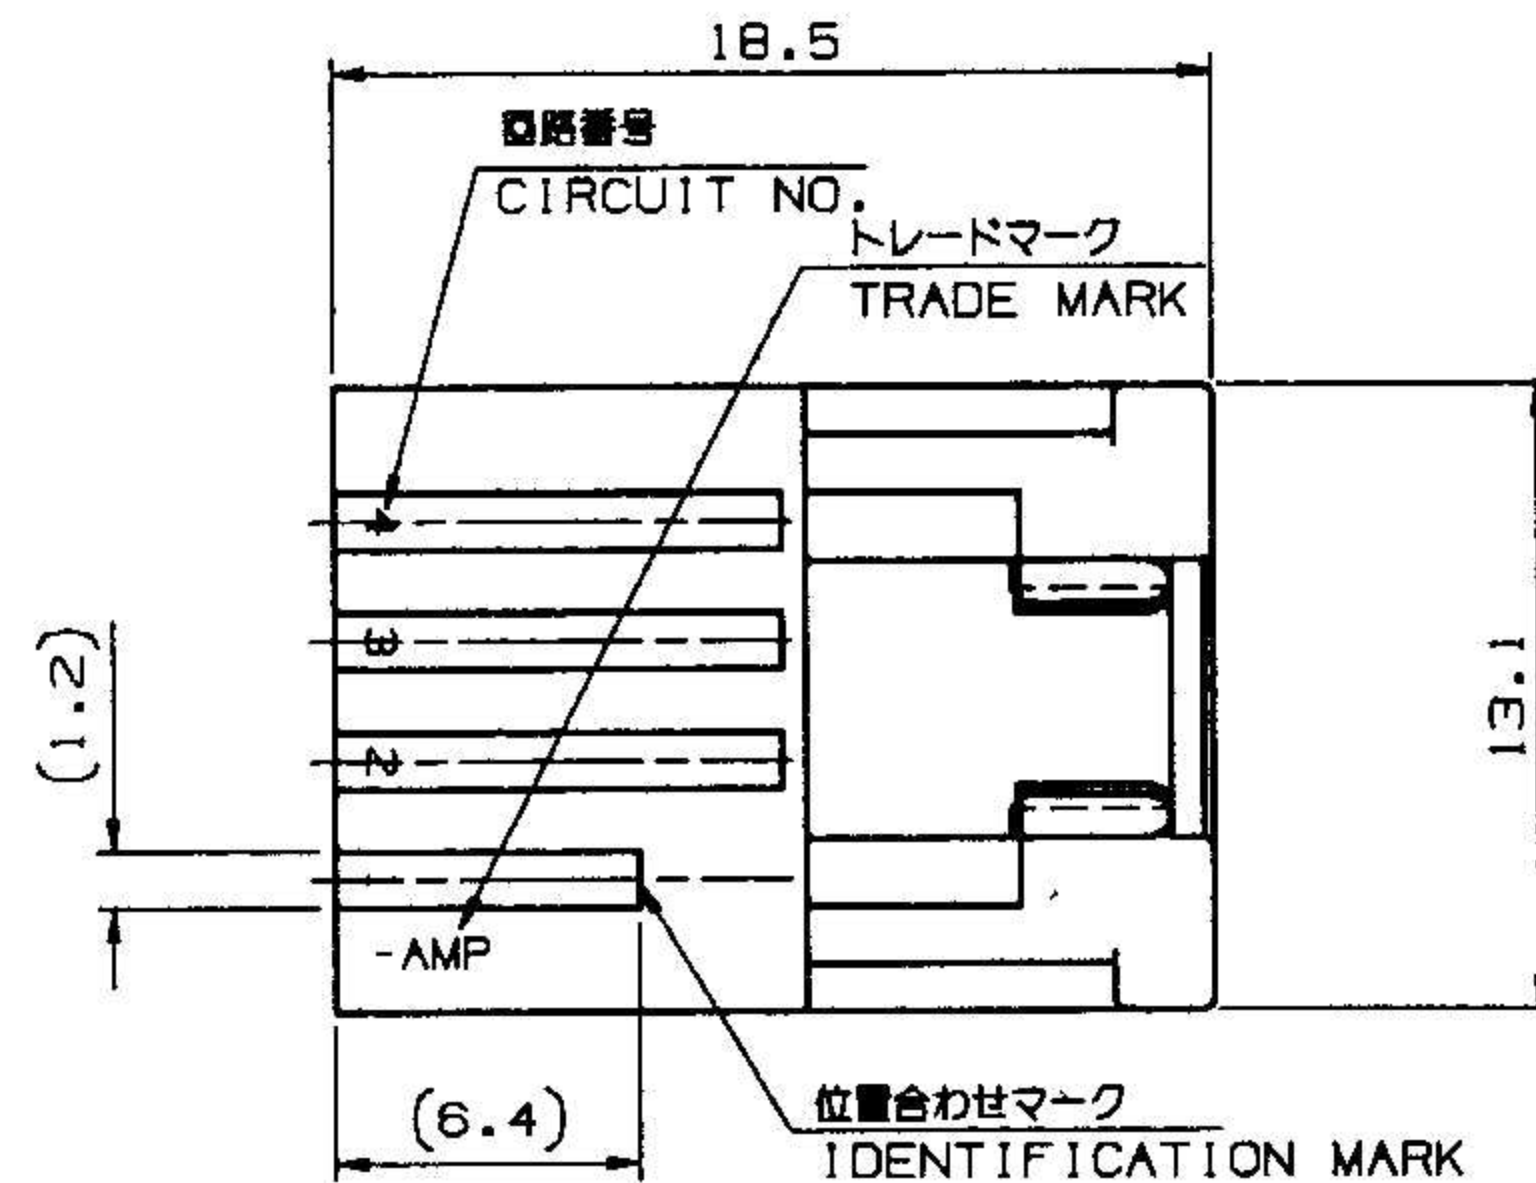 18.5
回路番号
CIRCUIT NO.
トレードマーク
TRADE MARK
4
3
(1.2)
13.1
2
-AMP
(6.4)
位置合わせマーク
IDENTIFICATION MARK